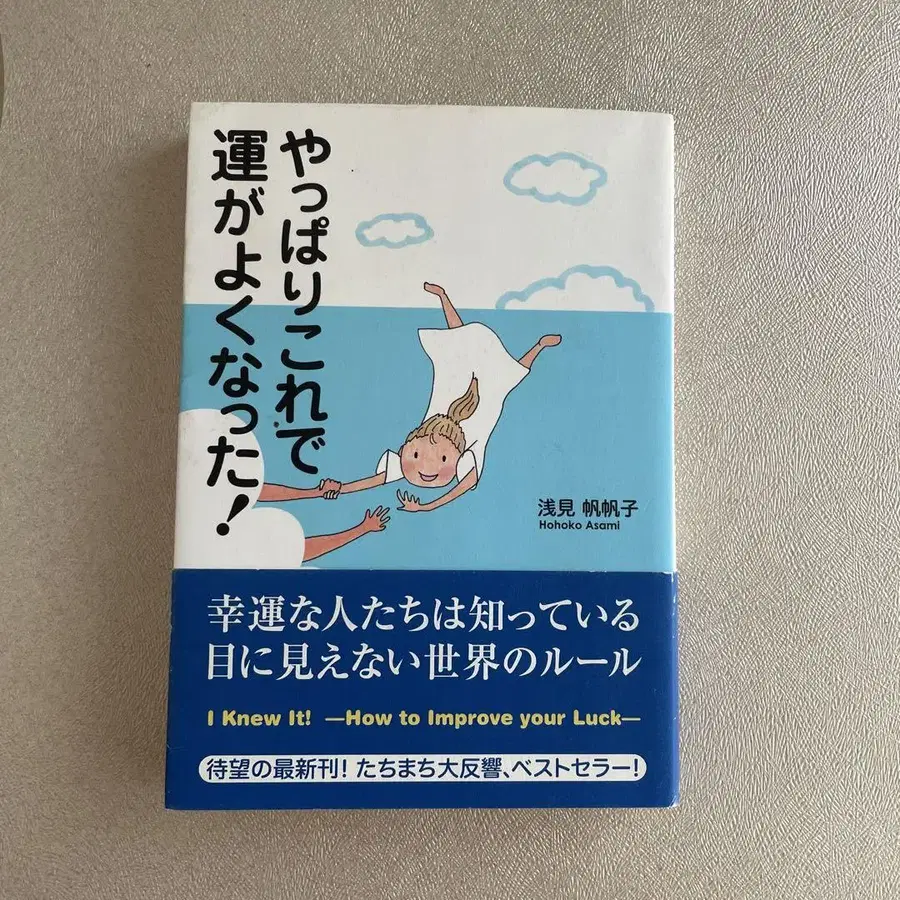 やっぱりこれで
運がよくなった!
浅見 帆帆子
Hohoko Asami
幸運な人たちは知っている
目に見えない世界のルール
I Knew It! —How to Improve your Luck—
待望の最新刊!たちまち大反響、ベストセラー!